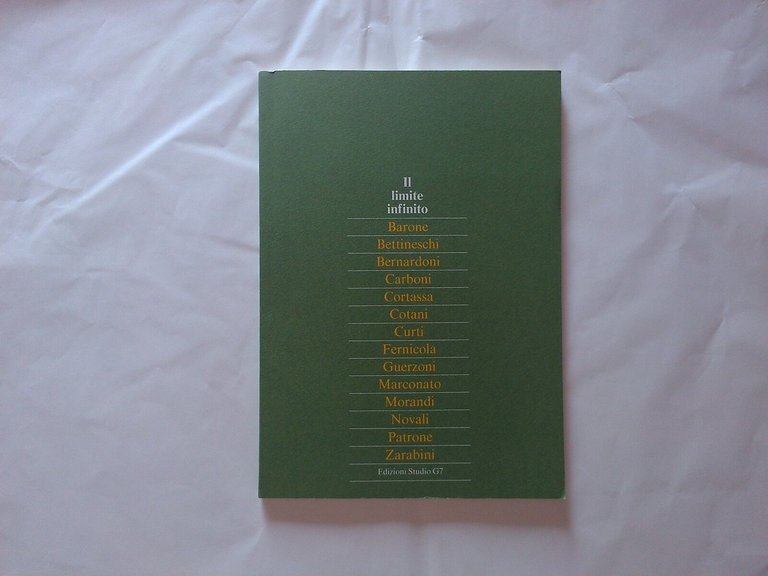 Il
limite
infinito
Barone
Bettineschi
Bernardoni
Carboni
Cortassa
Cotani
Curti
Fernicola
Guerzoni
Marconato
Morandi
Novali
Patrone
Zarabini
Edizioni Studio G7